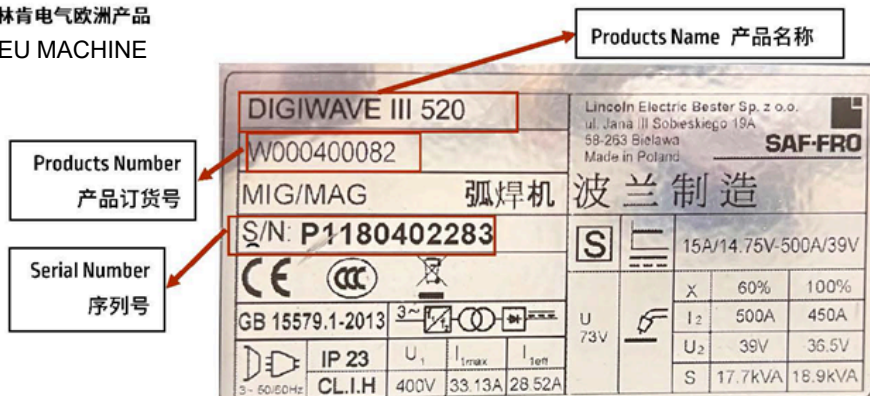 林肯电气欧洲产品
EU MACHINE
Products Name 产品名称
Products Number
产品订货号
Serial Number
序列号
DIGIWAVE III 520
W000400082
MIG/MAG 弧焊机
S/N: P1180402283
CE CCC
GB 15579.1-2013 3~
3~ 50/60Hz
IP 23 U1 I1max I1eff
CL.I.H 400V 33.13A 28.52A
Lincoln Electric Bester Sp. z o.o.
ul. Jana III Sobieskiego 19A
58-263 Bielawa
Made in Poland
SAF-FRO
波兰制造
S 15A/14.75V-500A/39V
X 60% 100%
U
73V
I2 500A 450A
U2 39V 36.5V
S 17.7kVA 18.9kVA